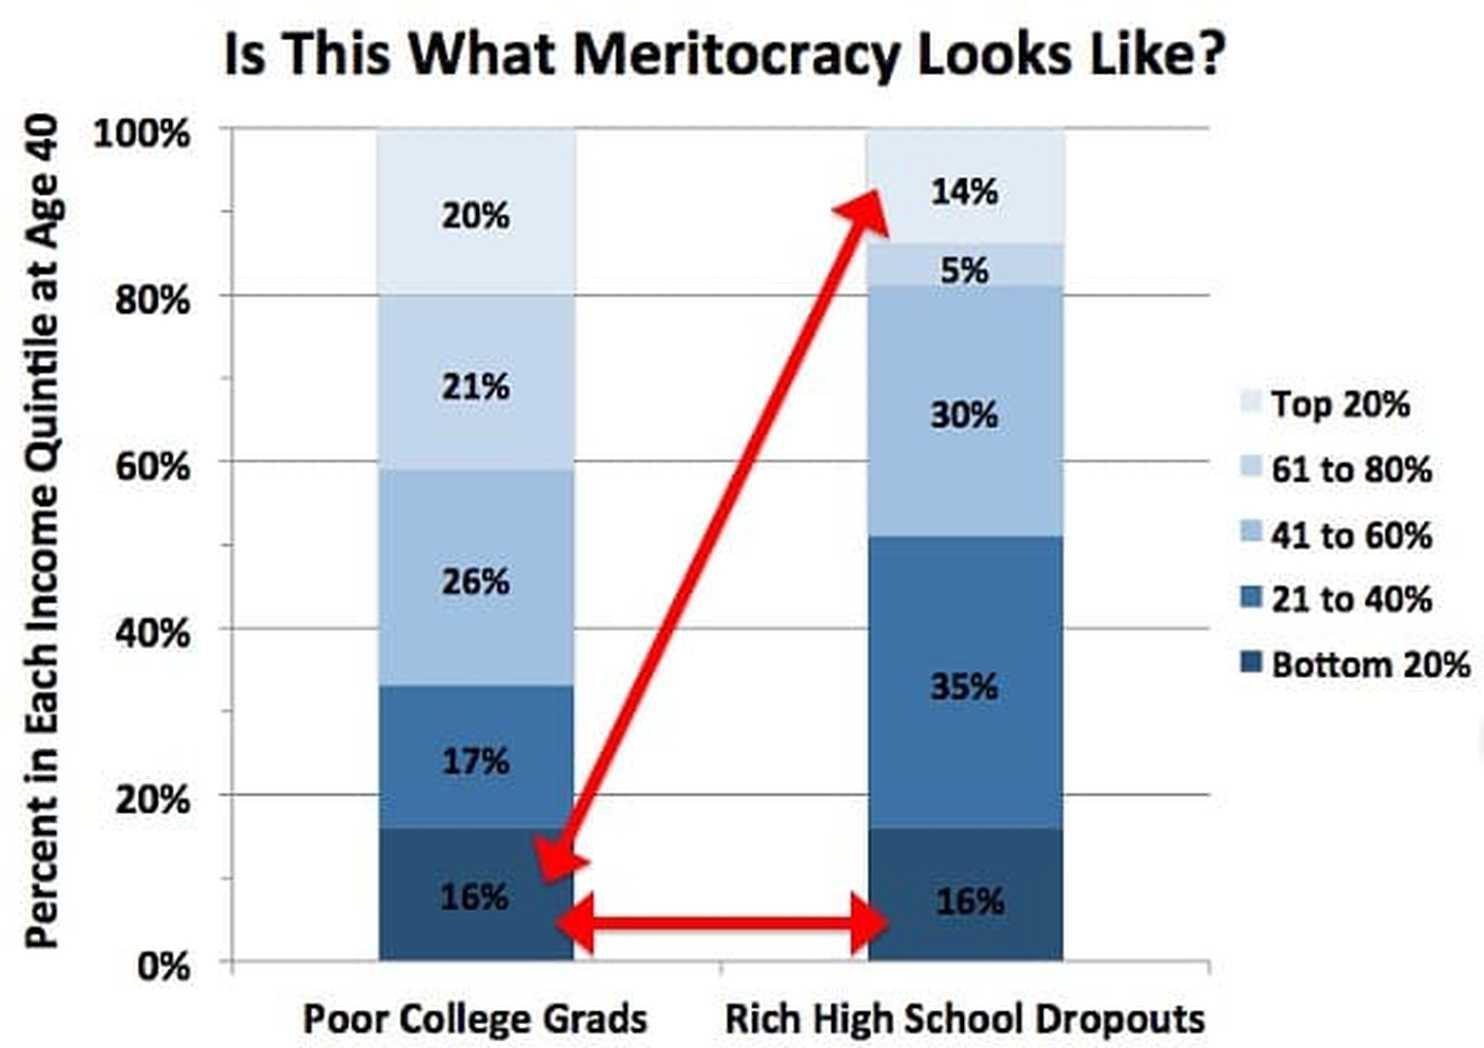 Is This What Meritocracy Looks Like?
Percent in Each Income Quintile at Age 40
100%
80%
60%
40%
20%
0%
20%
21%
26%
17%
16%
14%
5%
30%
35%
16%
Top 20%
61 to 80%
41 to 60%
21 to 40%
Bottom 20%
Poor College Grads
Rich High School Dropouts